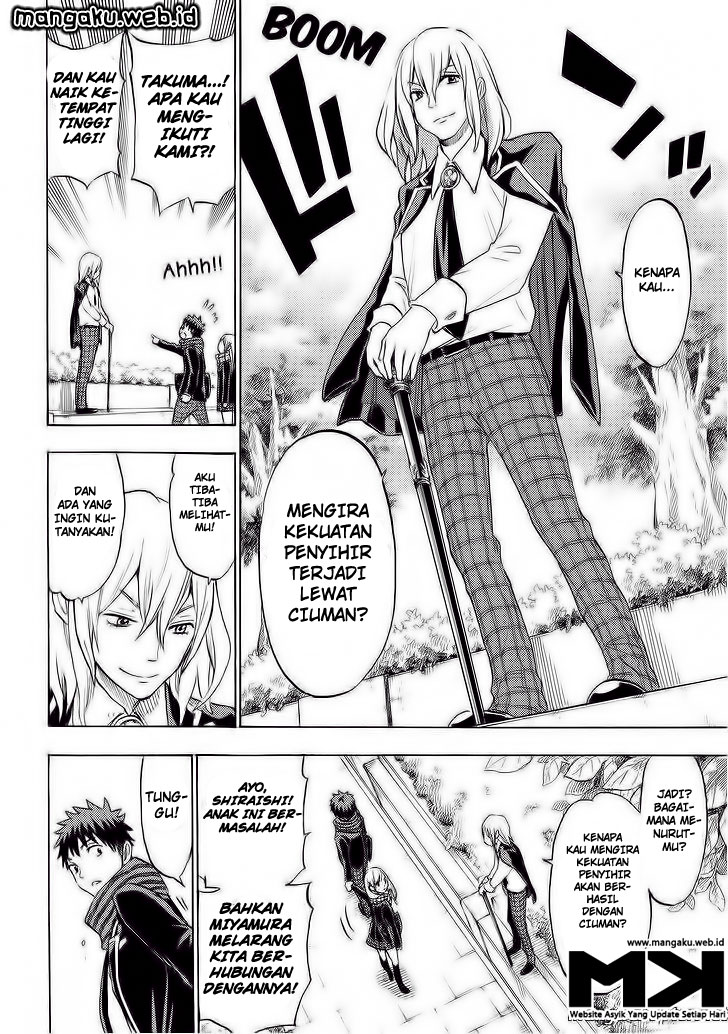 mangaku.web.id
BOOM
ドドーン
KENAPA
KAU...
MENGIRA
KEKUATAN
PENYIHIR
TERJADI
LEWAT
CIUMAN?
TAKUMA...!
APA KAU
MENG-
IKUTI
KAMI?!
DAN KAU
NAIK KE-
TEMPAT
TINGGI
LAGI!
Ahhh!!
AKU
TIBA-
TIBA
MELIHAT-
MU!
DAN
ADA YANG
INGIN KU-
TANYAKAN!
JADI?
BAGAI-
MANA ME-
NURUT-
MU?
KENAPA
KAU MENGIRA
KEKUATAN
PENYIHIR
AKAN BER-
HASIL
DENGAN
CIUMAN?
AYO,
SHIRAISHI!
ANAK INI BER-
MASALAH!
BAHKAN
MIYAMURA
MELARANG
KITA BER-
HUBUNGAN
DENGANNYA!
TUNG-
GU!
www.mangaku.web.id
MK
Website Asyik Yang Update Setiap Hari